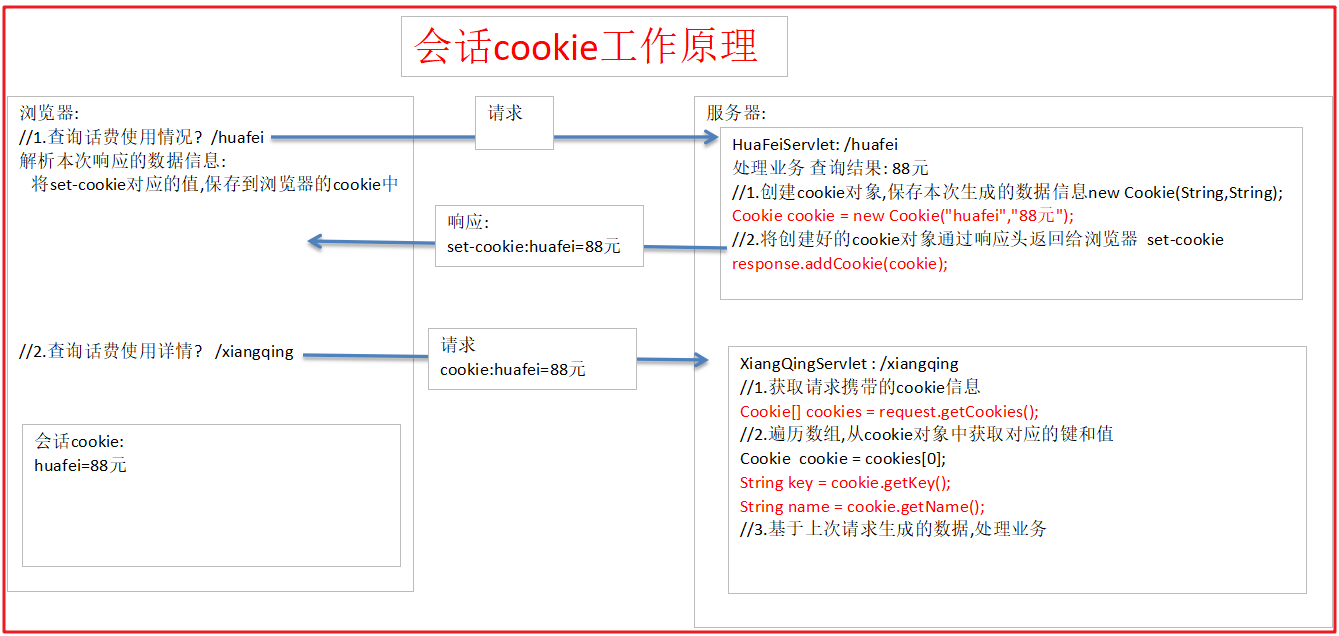 会话cookie工作原理
浏览器:
//1.查询话费使用情况? /huafei
解析本次响应的数据信息:
将set-cookie对应的值,保存到浏览器的cookie中
请求
服务器:
HuaFeiServlet: /huafei
处理业务 查询结果: 88元
//1.创建cookie对象,保存本次生成的数据信息new Cookie(String,String);
Cookie cookie = new Cookie("huafei","88元");
//2.将创建好的cookie对象通过响应头返回给浏览器 set-cookie
response.addCookie(cookie);
响应:
set-cookie:huafei=88元
//2.查询话费使用详情? /xiangqing
请求
cookie:huafei=88元
XiangQingServlet : /xiangqing
//1.获取请求携带的cookie信息
Cookie[] cookies = request.getCookies();
//2.遍历数组,从cookie对象中获取对应的键和值
Cookie cookie = cookies[0];
String key = cookie.getKey();
String name = cookie.getName();
//3.基于上次请求生成的数据,处理业务
会话cookie:
huafei=88元